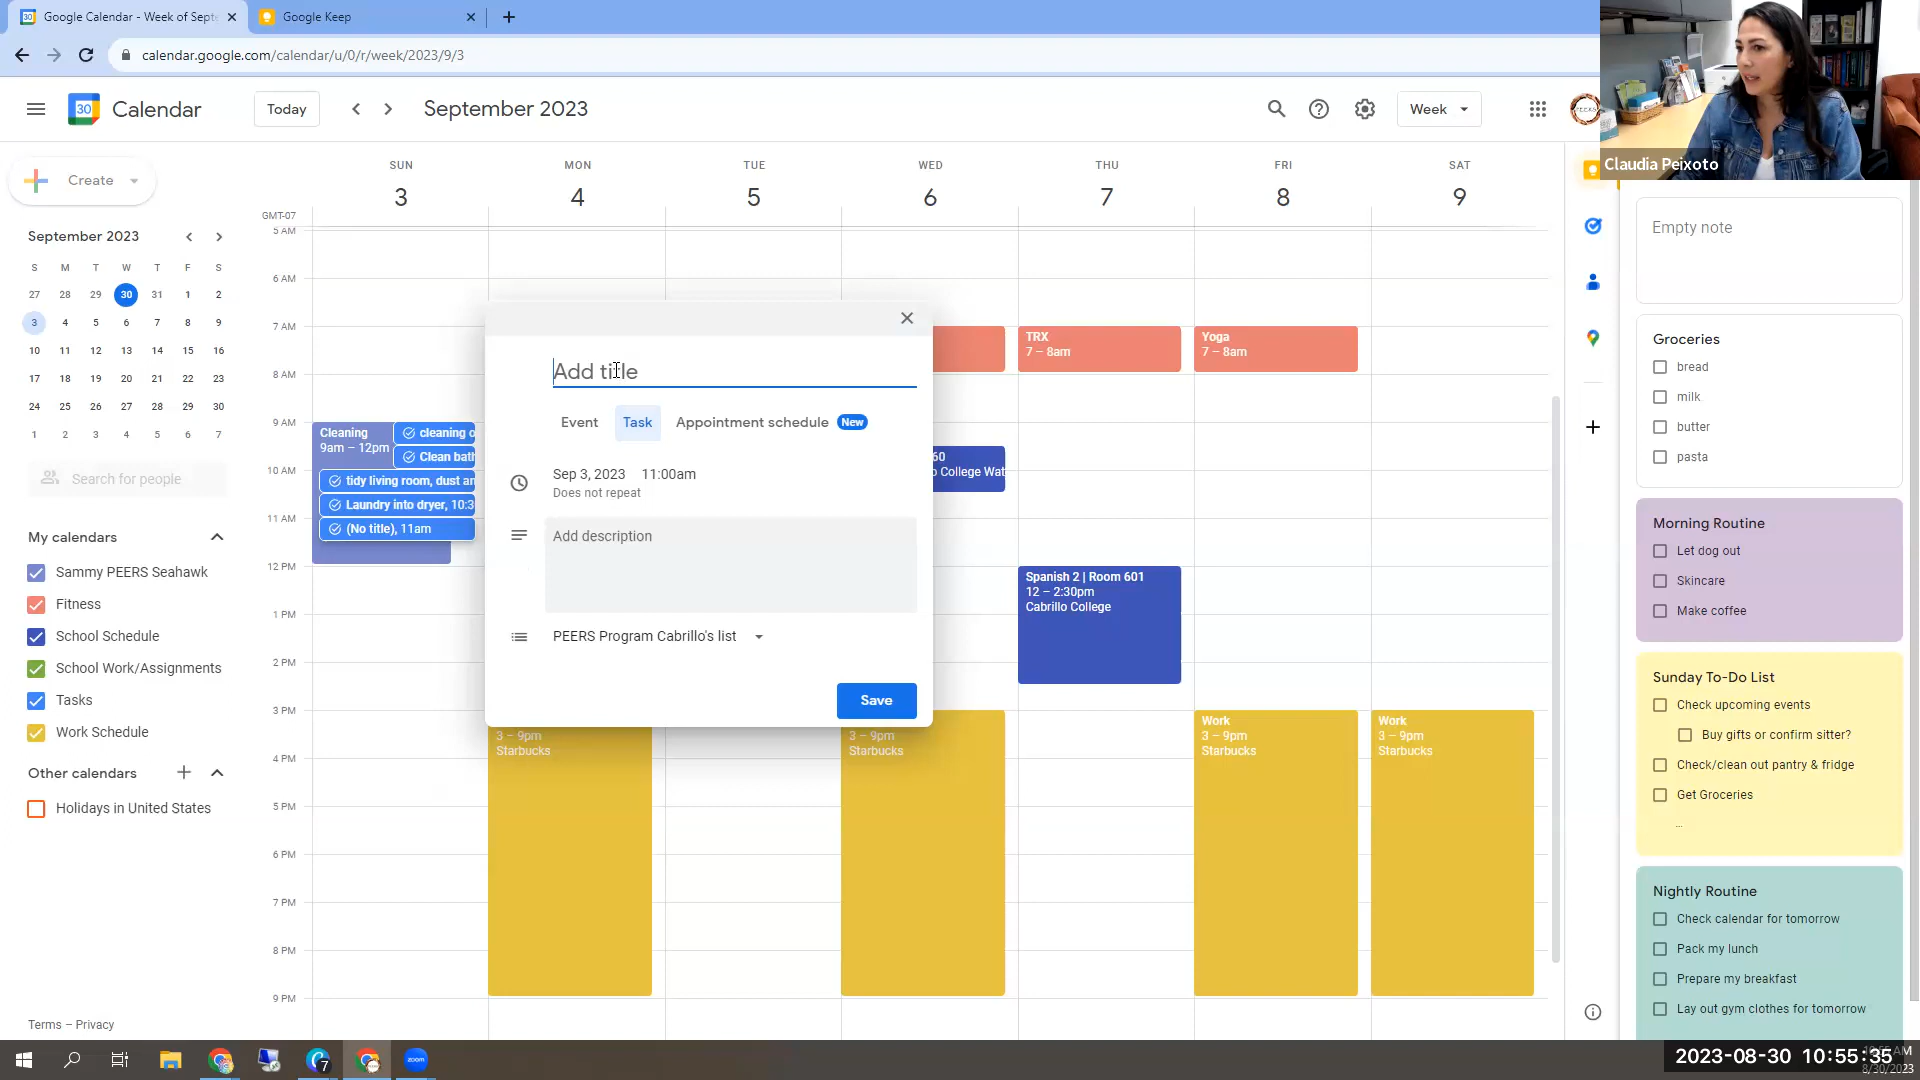 Google Calendar - Week of Septe
Google Keep
calendar.google.com/calendar/u/0/r/week/2023/9/3
30
Calendar
Today
September 2023
Week
Claudia Peixoto
Create
September 2023
S M T W T F S
27 28 29 30 31 1 2
3 4 5 6 7 8 9
10 11 12 13 14 15 16
17 18 19 20 21 22 23
24 25 26 27 28 29 30
1 2 3 4 5 6 7
Search for people
My calendars
Sammy PEERS Seahawk
Fitness
School Schedule
School Work/Assignments
Tasks
Work Schedule
Other calendars
Holidays in United States
Terms – Privacy
SUN MON TUE WED THU FRI SAT
3 4 5 6 7 8 9
GMT-07
5 AM
6 AM
7 AM
8 AM
9 AM
10 AM
11 AM
12 PM
1 PM
2 PM
3 PM
4 PM
5 PM
6 PM
7 PM
8 PM
9 PM
Cleaning
9am – 12pm
cleaning o
Clean bath
tidy living room, dust an
Laundry into dryer, 10:3
(No title), 11am
Add title
Event
Task
Appointment schedule New
Sep 3, 2023 11:00am
Does not repeat
Add description
PEERS Program Cabrillo's list
Save
3 – 9pm
Starbucks
60
o College Wat
3 – 9pm
Starbucks
TRX
7 – 8am
Spanish 2 | Room 601
12 – 2:30pm
Cabrillo College
Yoga
7 – 8am
Work
3 – 9pm
Starbucks
Work
3 – 9pm
Starbucks
Empty note
Groceries
bread
milk
butter
pasta
Morning Routine
Let dog out
Skincare
Make coffee
Sunday To-Do List
Check upcoming events
Buy gifts or confirm sitter?
Check/clean out pantry & fridge
Get Groceries
...
Nightly Routine
Check calendar for tomorrow
Pack my lunch
Prepare my breakfast
Lay out gym clothes for tomorrow
7
zoom
2023-08-30 10:55:35
8/30/2023